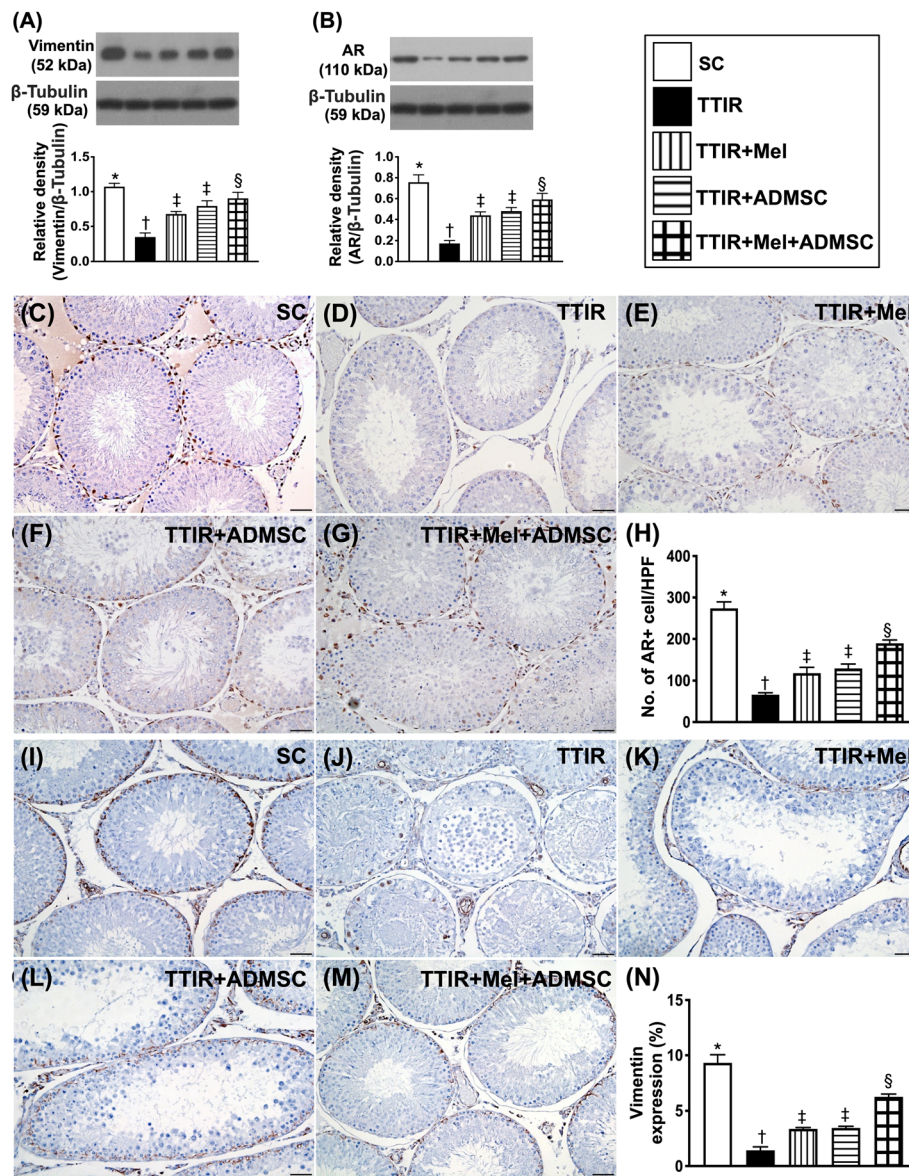 (A)
Vimentin
(52 kDa)
β-Tubulin
(59 kDa)
Relative density
(Vimentin/β-Tubulin)
1.5
1.0
0.5
0.0
*
†
‡
‡
§
(B)
AR
(110 kDa)
β-Tubulin
(59 kDa)
Relative density
(AR/β-Tubulin)
1.0
0.8
0.6
0.4
0.2
0.0
*
†
‡
‡
§
SC
TTIR
TTIR+Mel
TTIR+ADMSC
TTIR+Mel+ADMSC
(C) SC
(D) TTIR
(E) TTIR+Mel
(F) TTIR+ADMSC
(G) TTIR+Mel+ADMSC
(H)
No. of AR+ cell/HPF
400
300
200
100
0
*
†
‡
‡
§
(I) SC
(J) TTIR
(K) TTIR+Mel
(L) TTIR+ADMSC
(M) TTIR+Mel+ADMSC
(N)
Vimentin
expression (%)
15
10
5
0
*
†
‡
‡
§